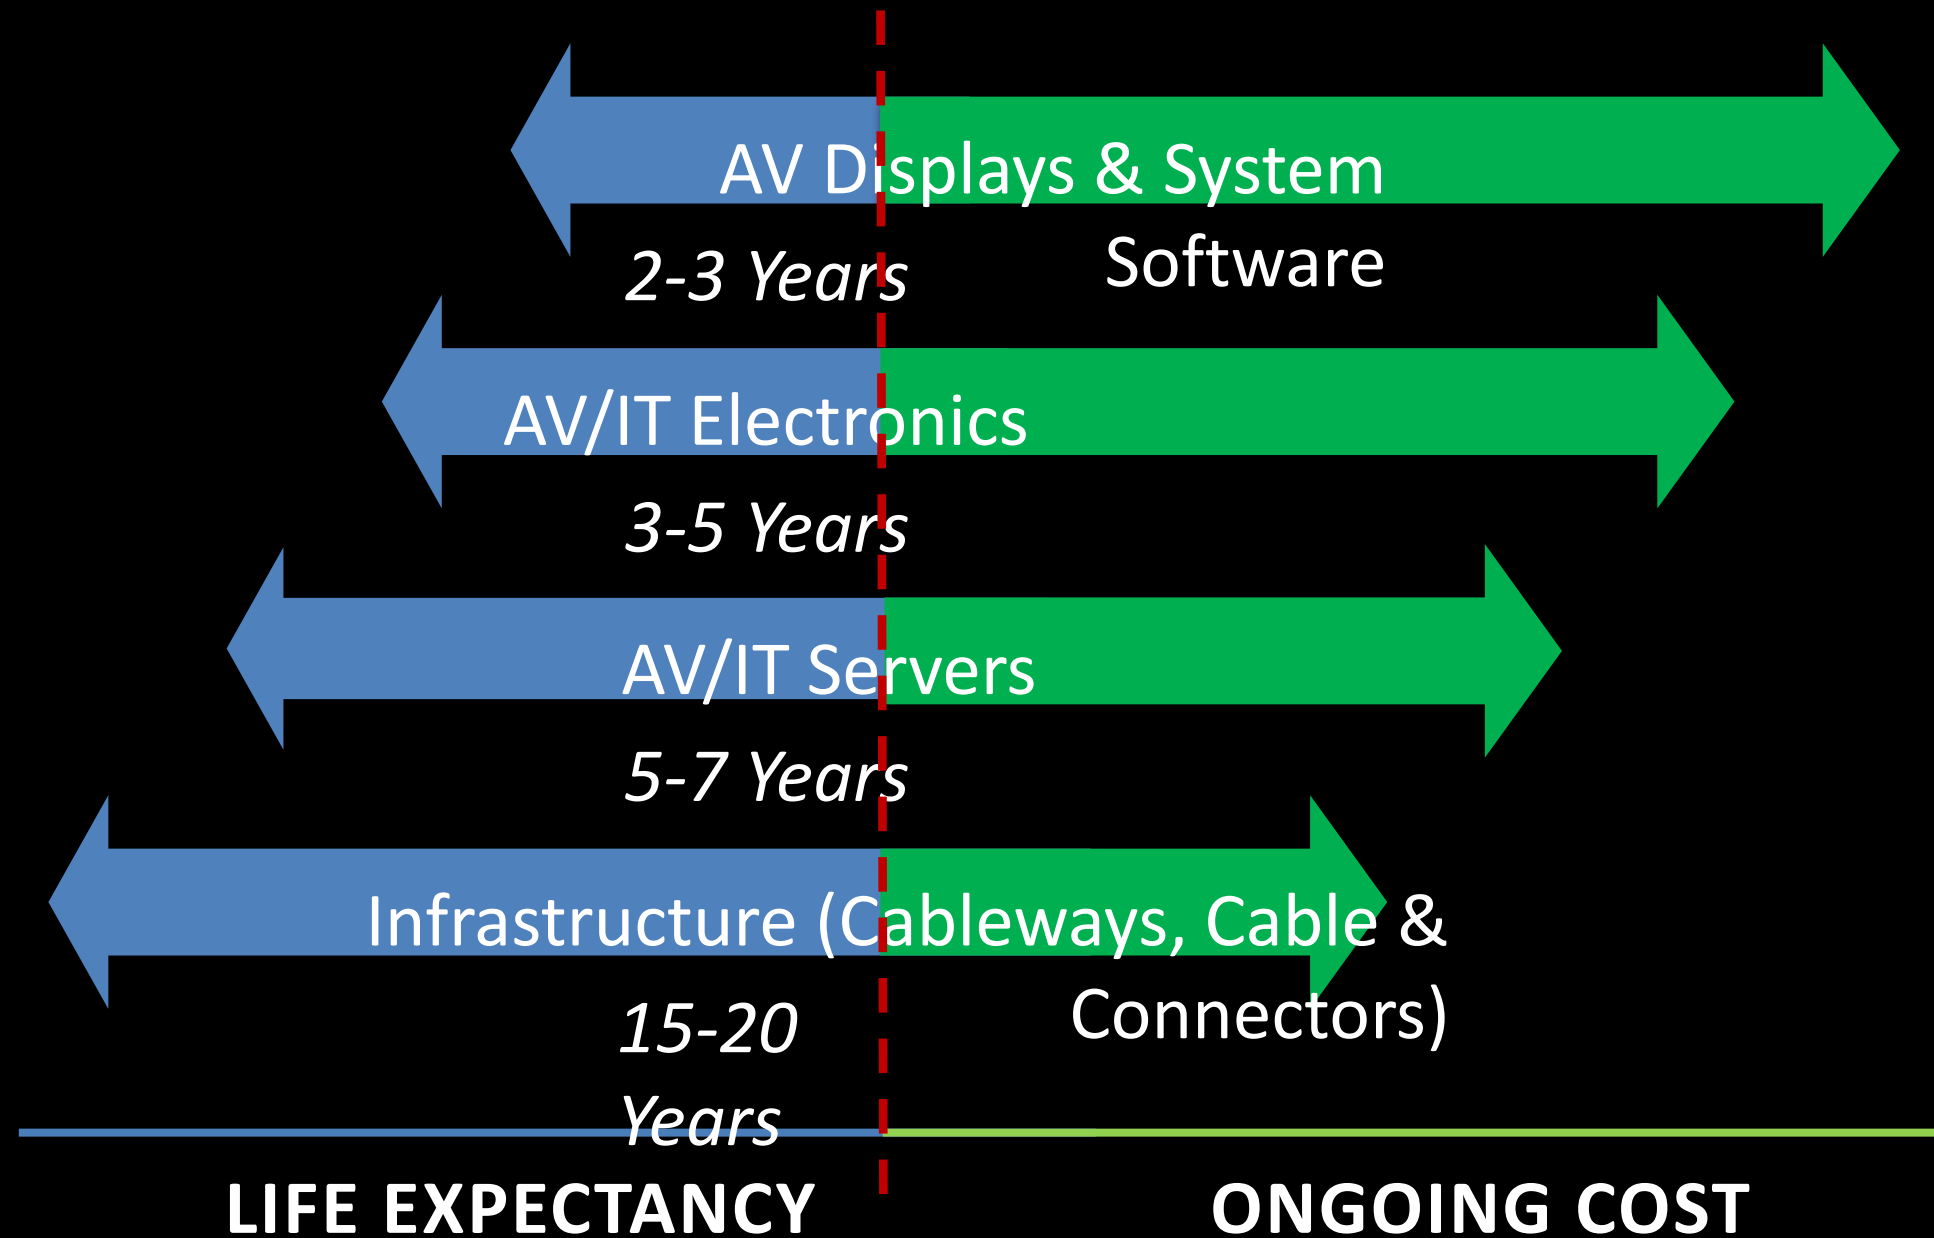 AV Displays & System
Software
2-3 Years
AV/IT Electronics
3-5 Years
AV/IT Servers
5-7 Years
Infrastructure (Cableways, Cable &
Connectors)
15-20
Years
LIFE EXPECTANCY
ONGOING COST